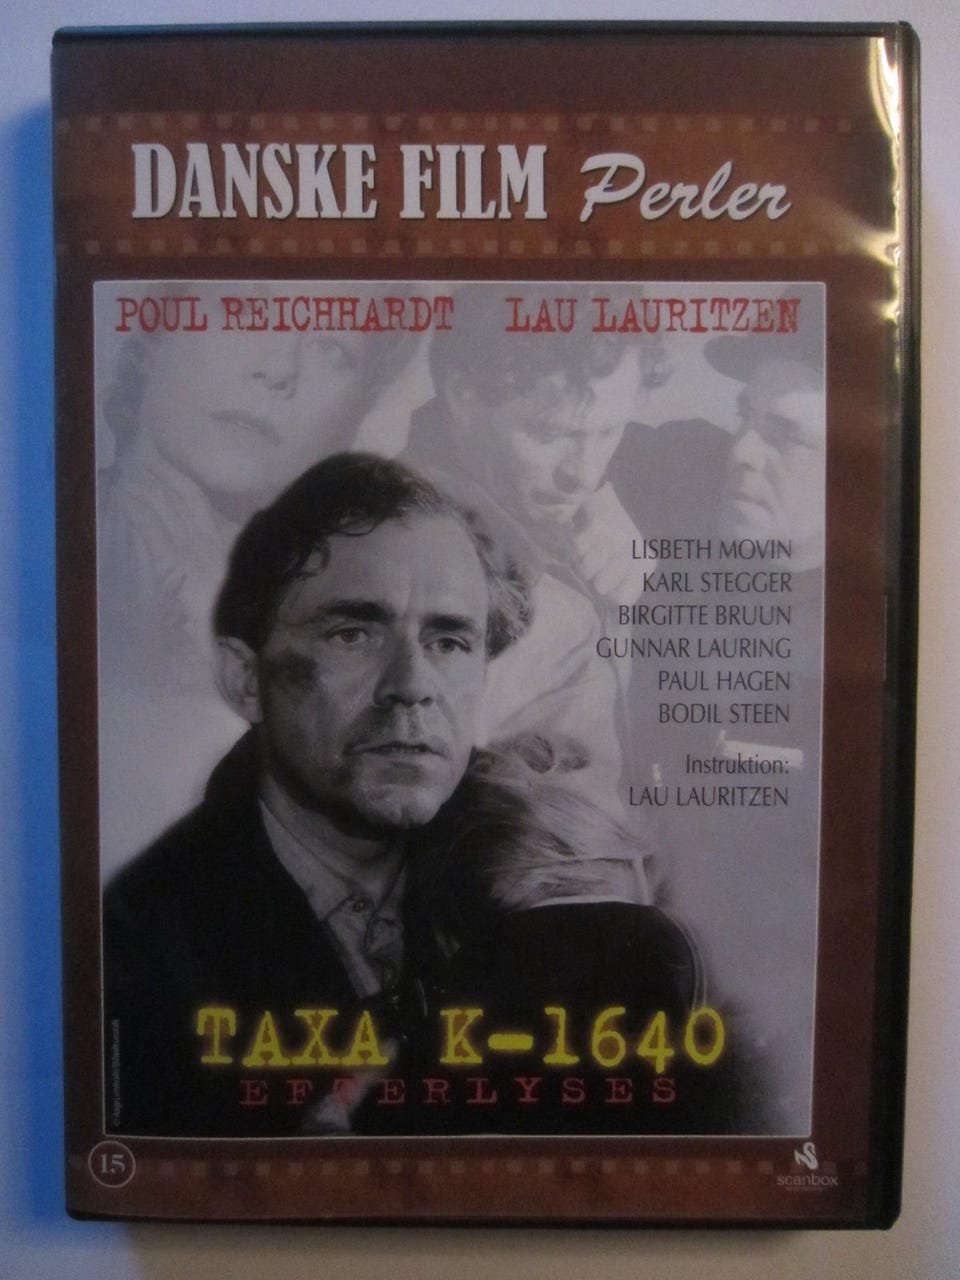 DANSKE FILM Perler
POUL REICHHARDT LAU LAURITZEN
LISBETH MOVIN
KARL STEGGER
BIRGITTE BRUUN
GUNNAR LAURING
PAUL HAGEN
BODIL STEEN
Instruktion:
LAU LAURITZEN
TAXA K-1640
EFTERLYSES
15
scanbox